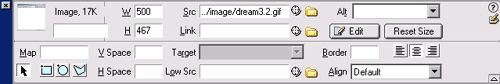 Image, 17K W 500 Src ../image/dream3.2.gif Alt
H 467 Link Edit Reset Size
Map V Space Target Border
H Space Low Src Align Default